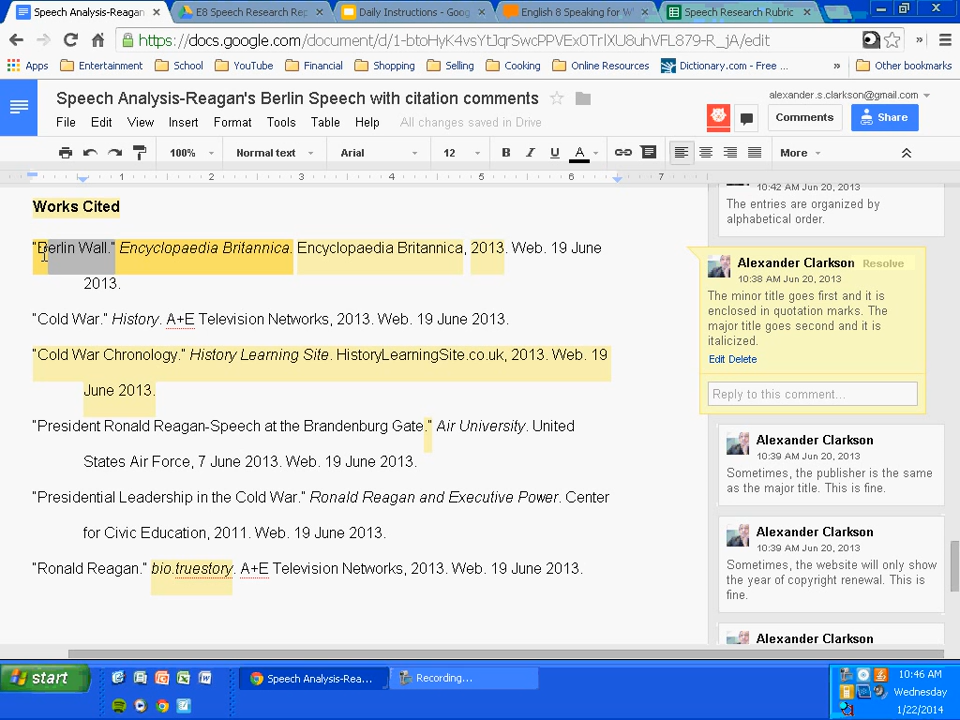 Speech Analysis-Reagan
E8 Speech Research Rep
Daily Instructions - Goog
English 8 Speaking for W
Speech Research Rubric
https://docs.google.com/document/d/1-btoHyK4vsYtJqrSwcPPVEx0TrlXU8uhVFL879-R_jA/edit
Apps Entertainment School YouTube Financial Shopping Selling Cooking Online Resources Dictionary.com - Free ... » Other bookmarks
Speech Analysis-Reagan's Berlin Speech with citation comments
alexander.s.clarkson@gmail.com
File Edit View Insert Format Tools Table Help All changes saved in Drive
Comments Share
100% Normal text Arial 12 B I U A More
1 2 3 4 5 6 7
Works Cited
"Berlin Wall." Encyclopaedia Britannica. Encyclopaedia Britannica, 2013. Web. 19 June
2013.
"Cold War." History. A+E Television Networks, 2013. Web. 19 June 2013.
"Cold War Chronology." History Learning Site. HistoryLearningSite.co.uk, 2013. Web. 19
June 2013.
"President Ronald Reagan-Speech at the Brandenburg Gate." Air University. United
States Air Force, 7 June 2013. Web. 19 June 2013.
"Presidential Leadership in the Cold War." Ronald Reagan and Executive Power. Center
for Civic Education, 2011. Web. 19 June 2013.
"Ronald Reagan." bio.truestory. A+E Television Networks, 2013. Web. 19 June 2013.
10:42 AM Jun 20, 2013
The entries are organized by
alphabetical order.
Alexander Clarkson Resolve
10:38 AM Jun 20, 2013
The minor title goes first and it is
enclosed in quotation marks. The
major title goes second and it is
italicized.
Edit Delete
Reply to this comment...
Alexander Clarkson
10:39 AM Jun 20, 2013
Sometimes, the publisher is the same
as the major title. This is fine.
Alexander Clarkson
10:39 AM Jun 20, 2013
Sometimes, the website will only show
the year of copyright renewal. This is
fine.
Alexander Clarkson
start
Speech Analysis-Rea...
Recording...
10:46 AM
Wednesday
1/22/2014